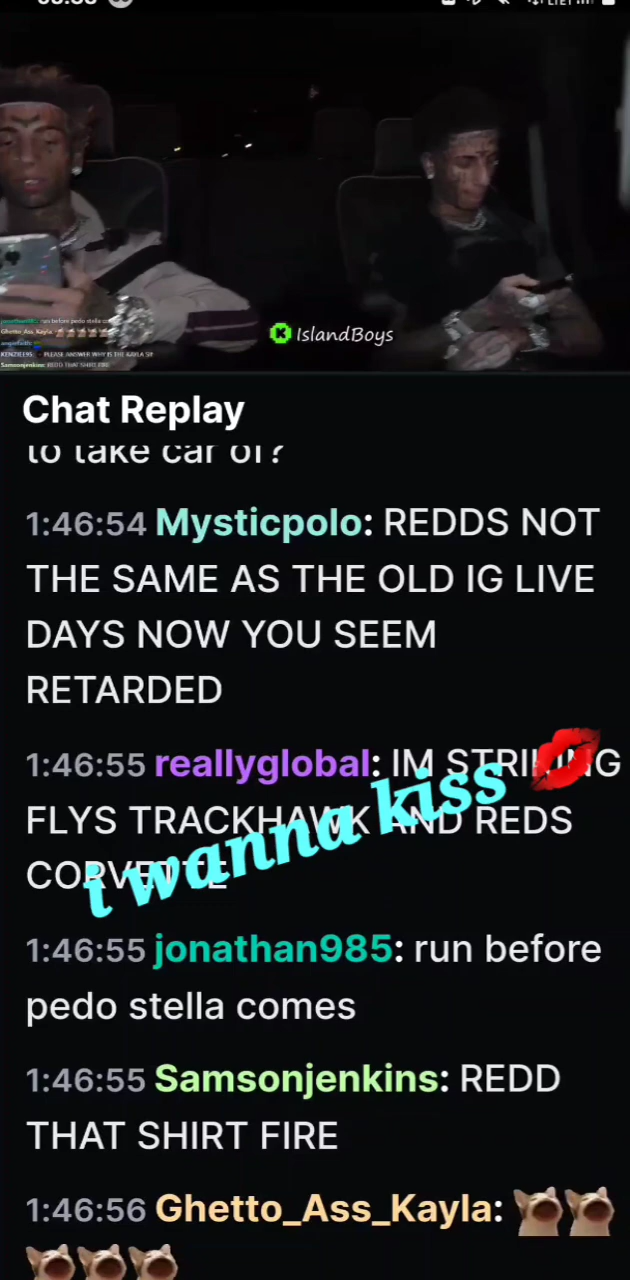 IslandBoys
Chat Replay
to take car of?
1:46:54 Mysticpolo: REDDS NOT
THE SAME AS THE OLD IG LIVE
DAYS NOW YOU SEEM
RETARDED
1:46:55 reallyglobal: IM STRIKING
FLYS TRACKHAWK AND REDS
CORVETTE
i wanna kiss
1:46:55 jonathan985: run before
pedo stella comes
1:46:55 Samsonjenkins: REDD
THAT SHIRT FIRE
1:46:56 Ghetto_Ass_Kayla: